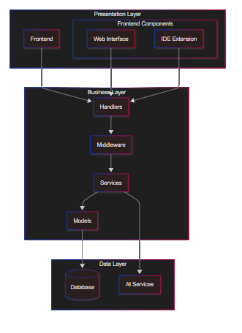 Presentation Layer
Frontend Components
Frontend
Web Interface
IDE Extension
Business Layer
Handlers
Middleware
Services
Models
Data Layer
Database
AI Services